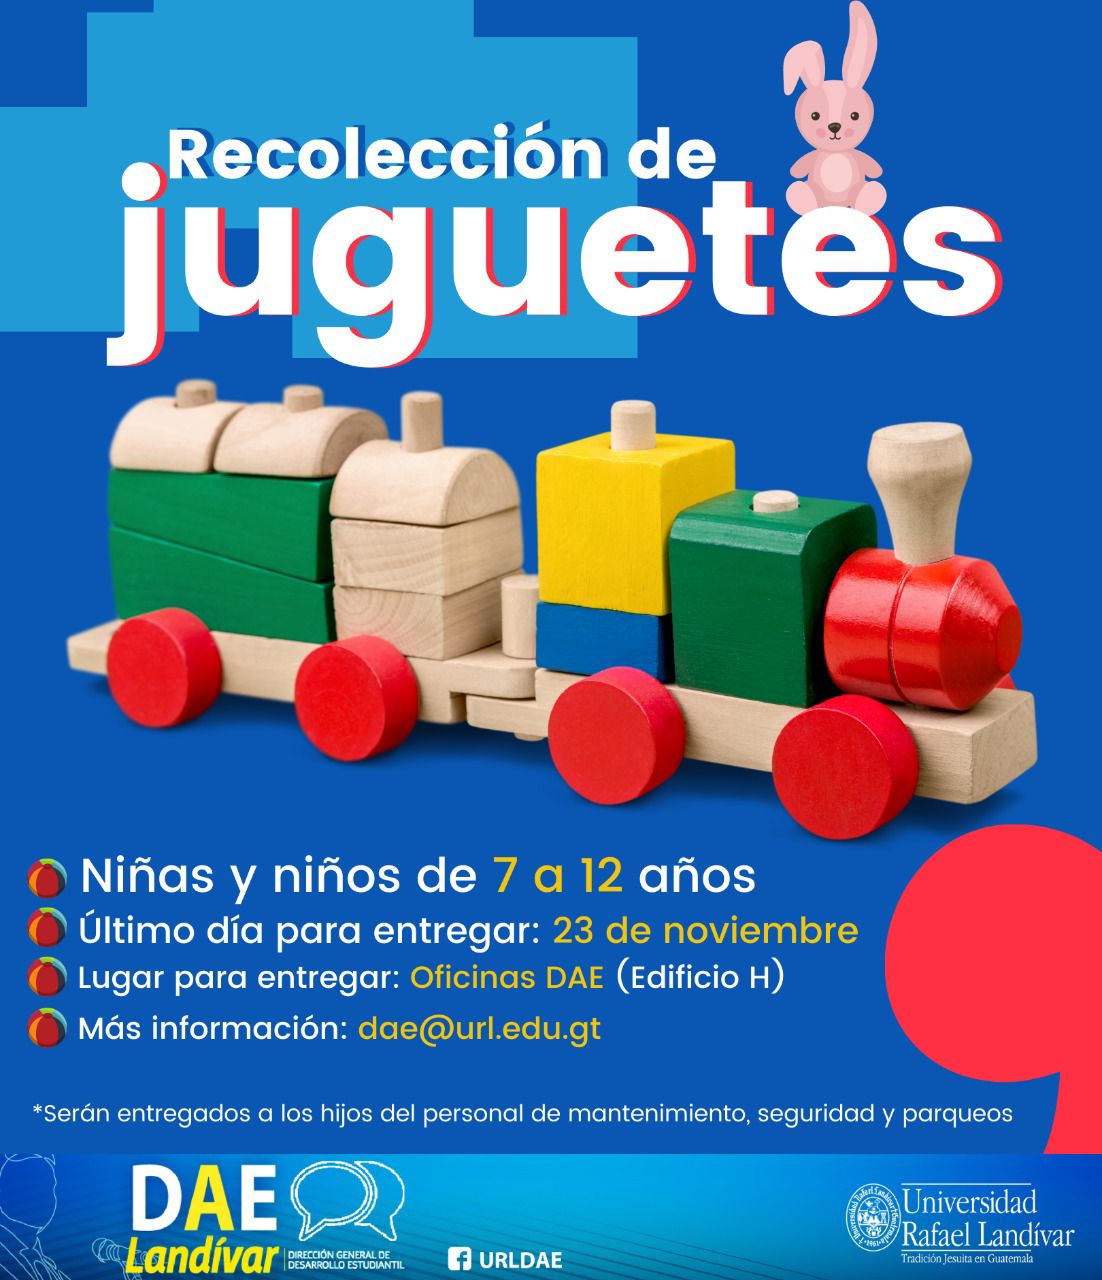 Recolección de
juguetes
Niñas y niños de 7 a 12 años
Último día para entregar: 23 de noviembre
Lugar para entregar: Oficinas DAE (Edificio H)
Más información: dae@url.edu.gt
*Serán entregados a los hijos del personal de mantenimiento, seguridad y parqueos
DAE
Landívar
DIRECCIÓN GENERAL DE
DESARROLLO ESTUDIANTIL
URLDAE
Universidad
Rafael Landívar
Tradición Jesuita en Guatemala